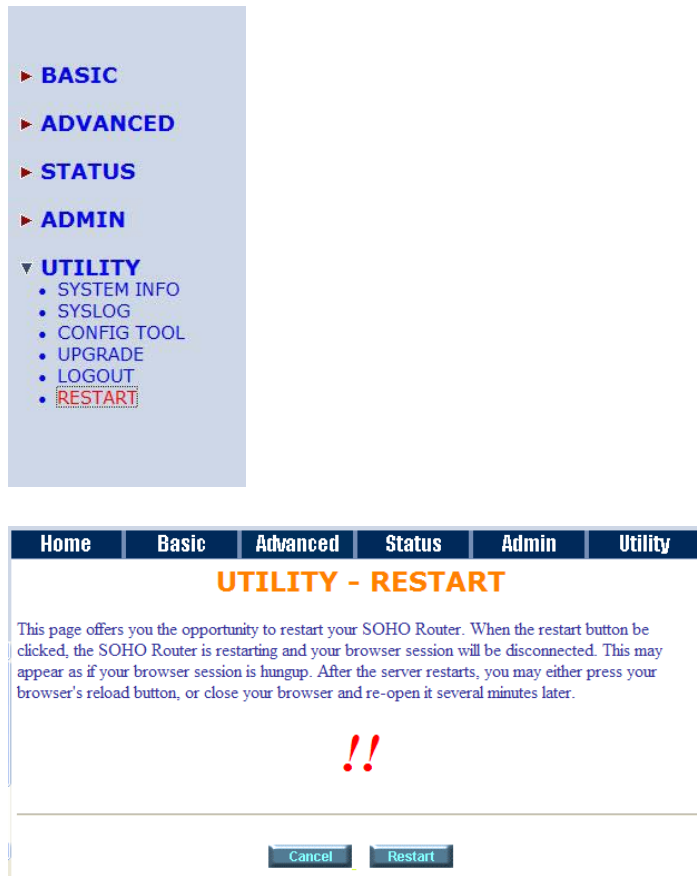 BASIC
ADVANCED
STATUS
ADMIN
UTILITY
SYSTEM INFO
SYSLOG
CONFIG TOOL
UPGRADE
LOGOUT
RESTART
Home Basic Advanced Status Admin Utility
UTILITY - RESTART
This page offers you the opportunity to restart your SOHO Router. When the restart button be
clicked, the SOHO Router is restarting and your browser session will be disconnected. This may
appear as if your browser session is hungup. After the server restarts, you may either press your
browser's reload button, or close your browser and re-open it several minutes later.
!!
Cancel Restart